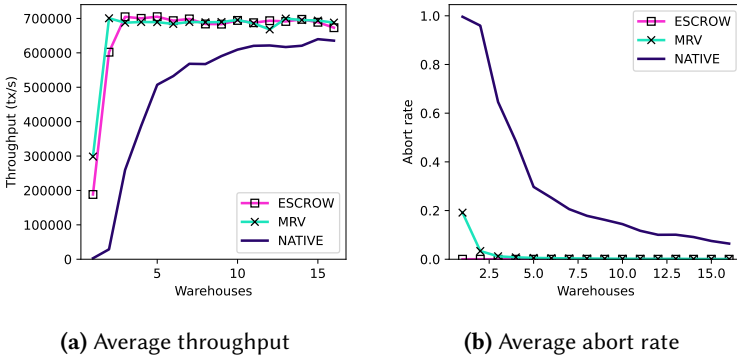 700000
600000
500000
400000
300000
200000
100000
0
Throughput (tx/s)
ESCROW
MRV
NATIVE
5
10
15
Warehouses
(a) Average throughput
1.0
0.8
0.6
0.4
0.2
0.0
Abort rate
ESCROW
MRV
NATIVE
2.5
5.0
7.5
10.0
12.5
15.0
Warehouses
(b) Average abort rate